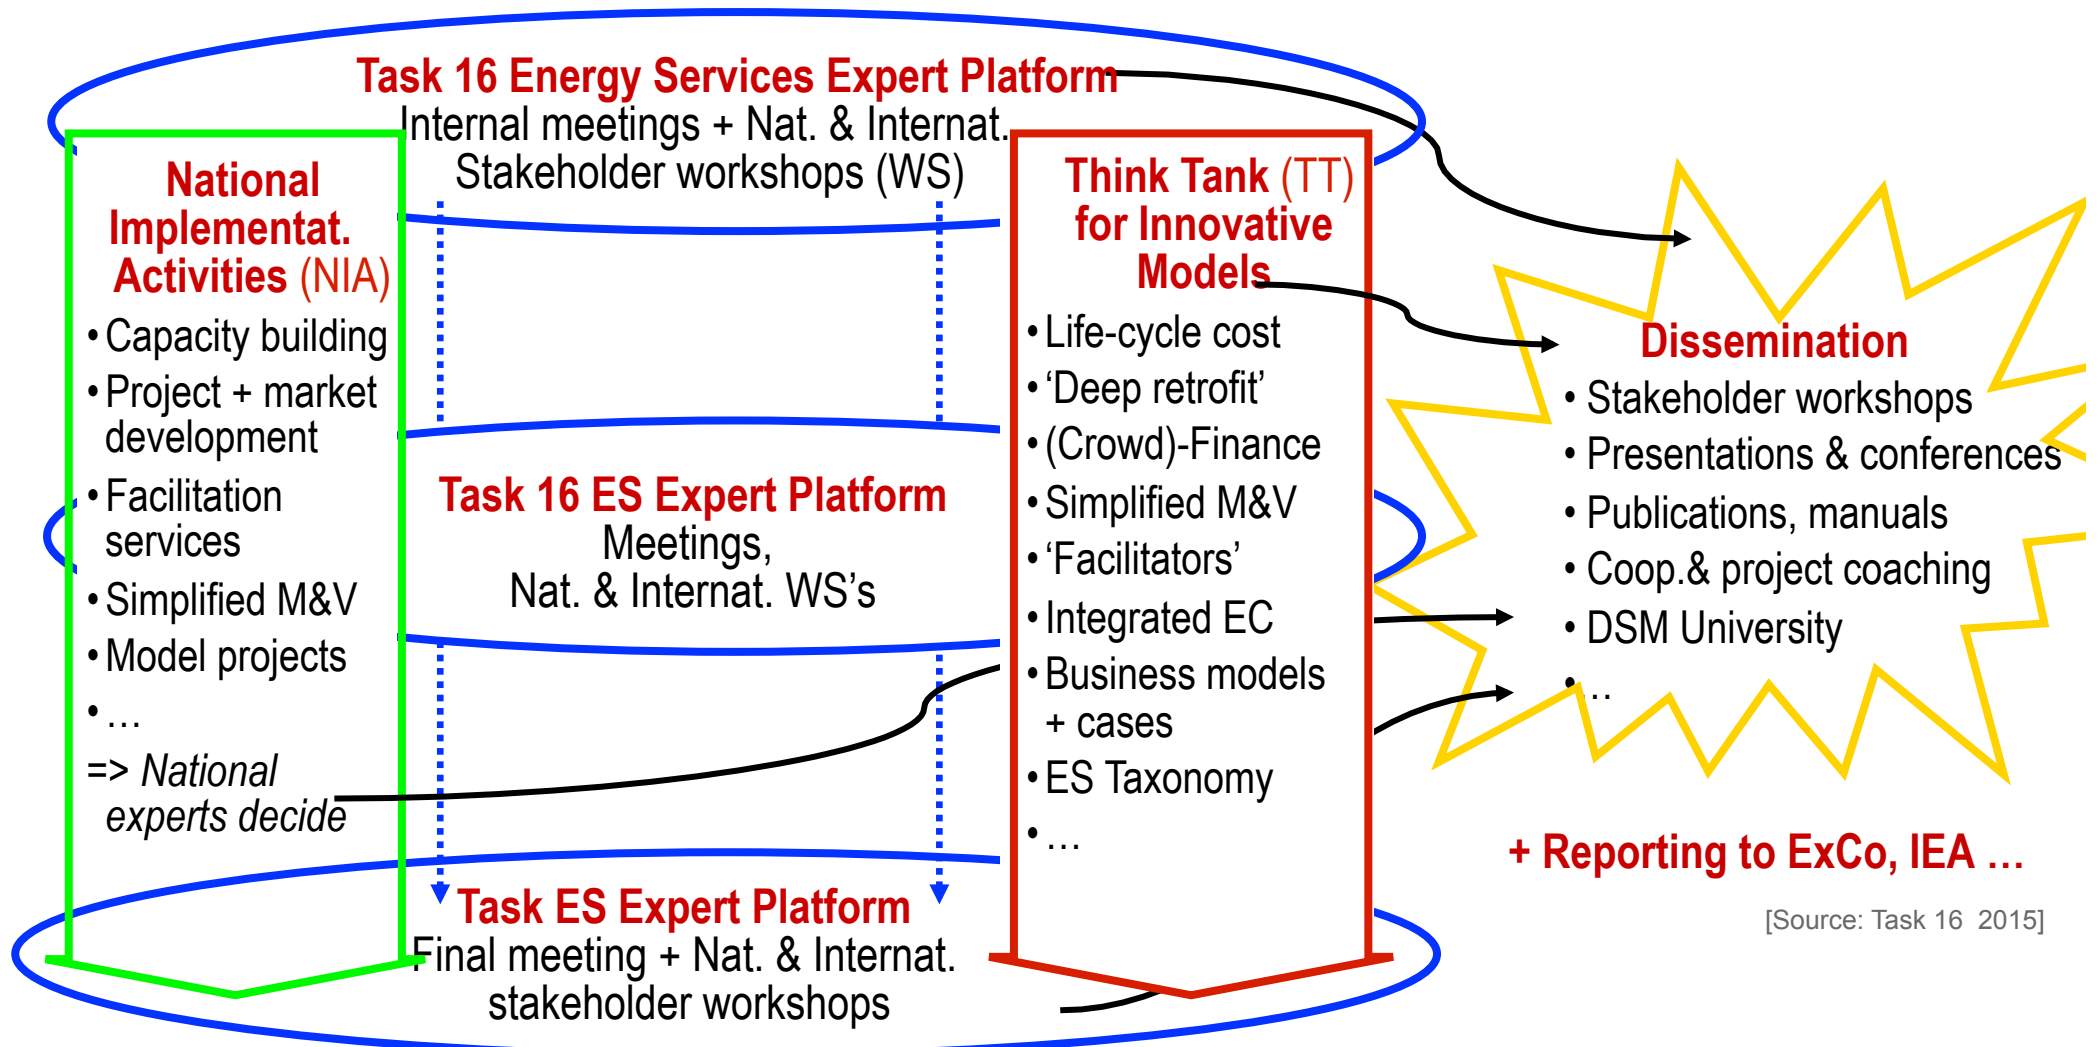 Task 16 Energy Services Expert Platform
Internal meetings + Nat. & Internat.
Stakeholder workshops (WS)
National
Implementat.
Activities (NIA)
• Capacity building
• Project + market
development
• Facilitation
services
• Simplified M&V
• Model projects
• …
=> National
experts decide
Task 16 ES Expert Platform
Meetings,
Nat. & Internat. WS's
Task ES Expert Platform
Final meeting + Nat. & Internat.
stakeholder workshops
Think Tank (TT)
for Innovative
Models
• Life-cycle cost
• ‘Deep retrofit’
• (Crowd)-Finance
• Simplified M&V
• ‘Facilitators’
• Integrated EC
• Business models
+ cases
• ES Taxonomy
• …
Dissemination
• Stakeholder workshops
• Presentations & conferences
• Publications, manuals
• Coop.& project coaching
• DSM University
• …
+ Reporting to ExCo, IEA …
[Source: Task 16 2015]